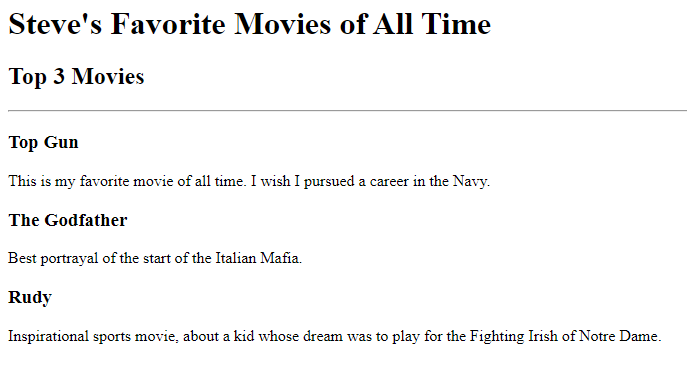 Steve's Favorite Movies of All Time
Top 3 Movies
Top Gun
This is my favorite movie of all time. I wish I pursued a career in the Navy.
The Godfather
Best portrayal of the start of the Italian Mafia.
Rudy
Inspirational sports movie, about a kid whose dream was to play for the Fighting Irish of Notre Dame.